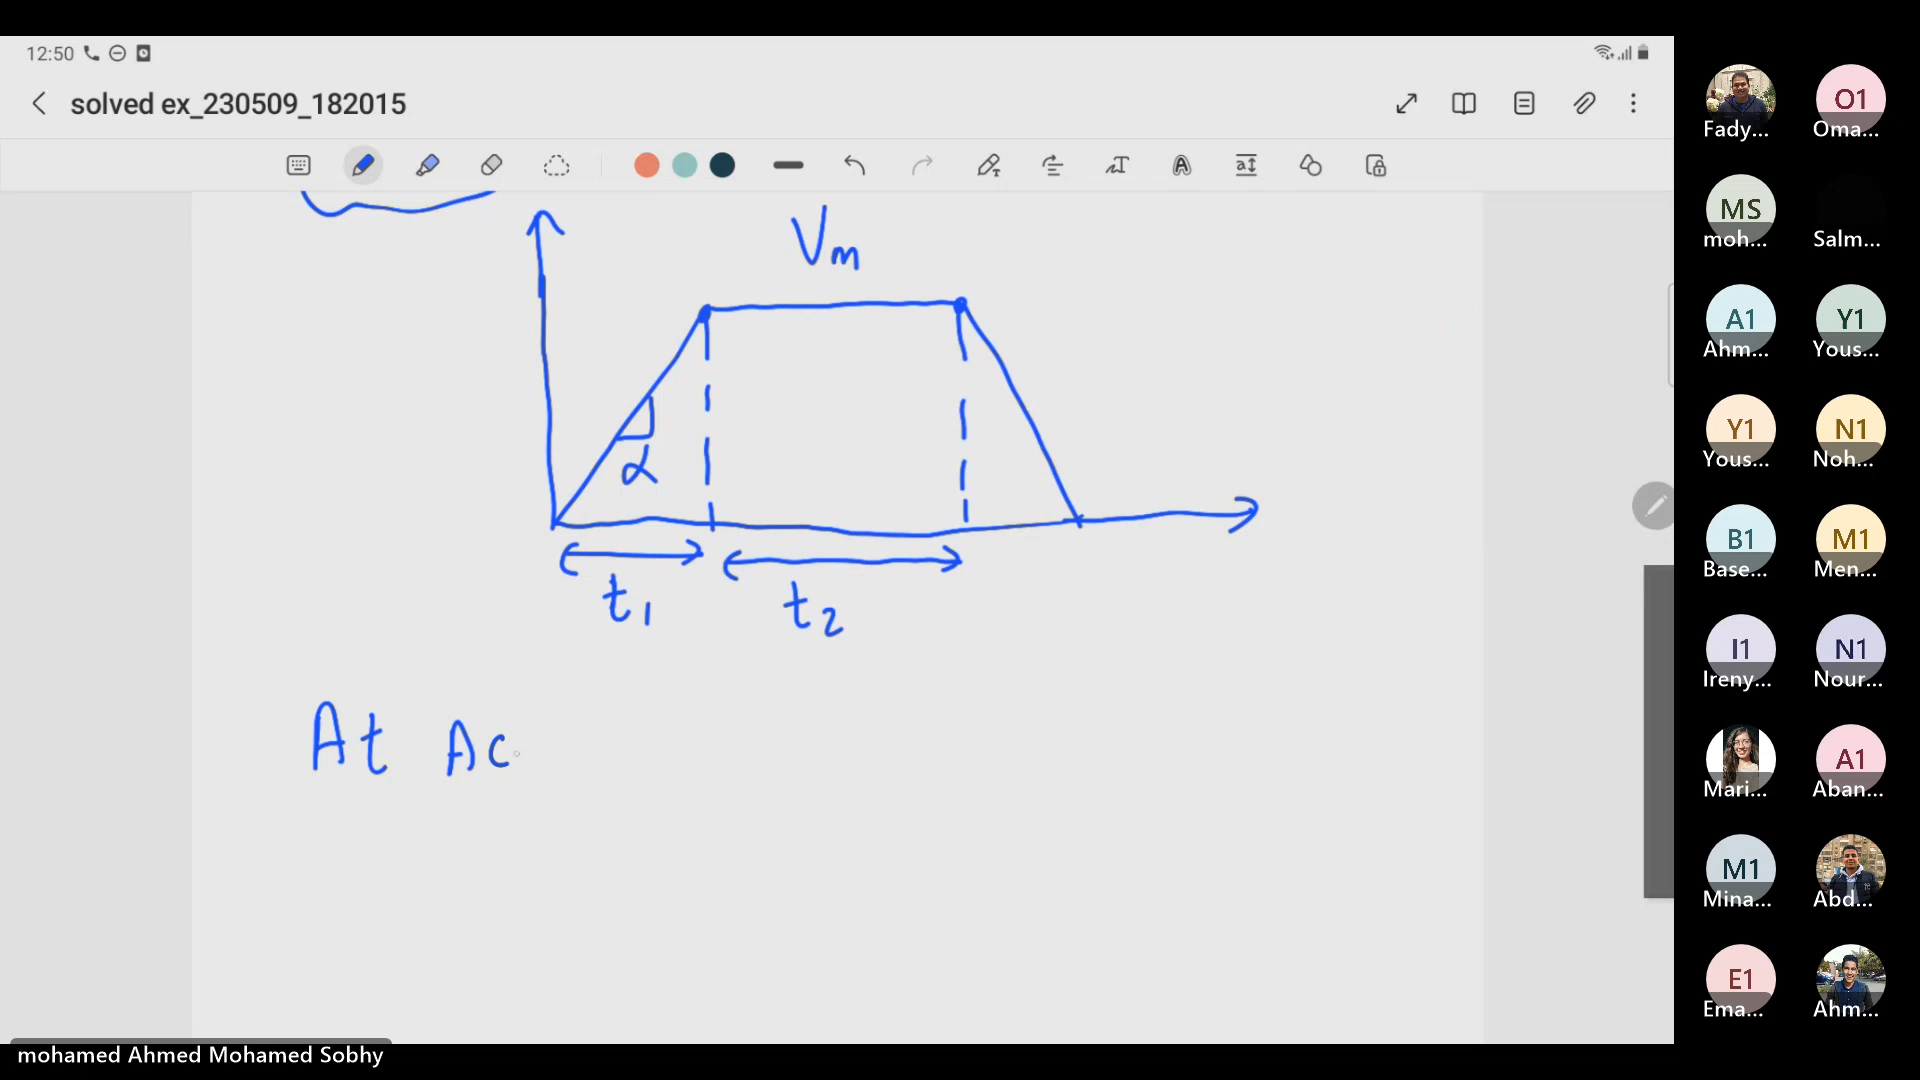 12:50
solved ex_230509_182015
Vm
α
t1
t2
At Ac
Fady...
O1
Oma...
MS
moh...
Salm...
A1
Ahm...
Y1
Yous...
Y1
Yous...
N1
Noh...
B1
Base...
M1
Men...
I1
Ireny...
N1
Nour...
Mari...
A1
Aban...
M1
Mina...
Abd...
E1
Ema...
Ahm...
mohamed Ahmed Mohamed Sobhy